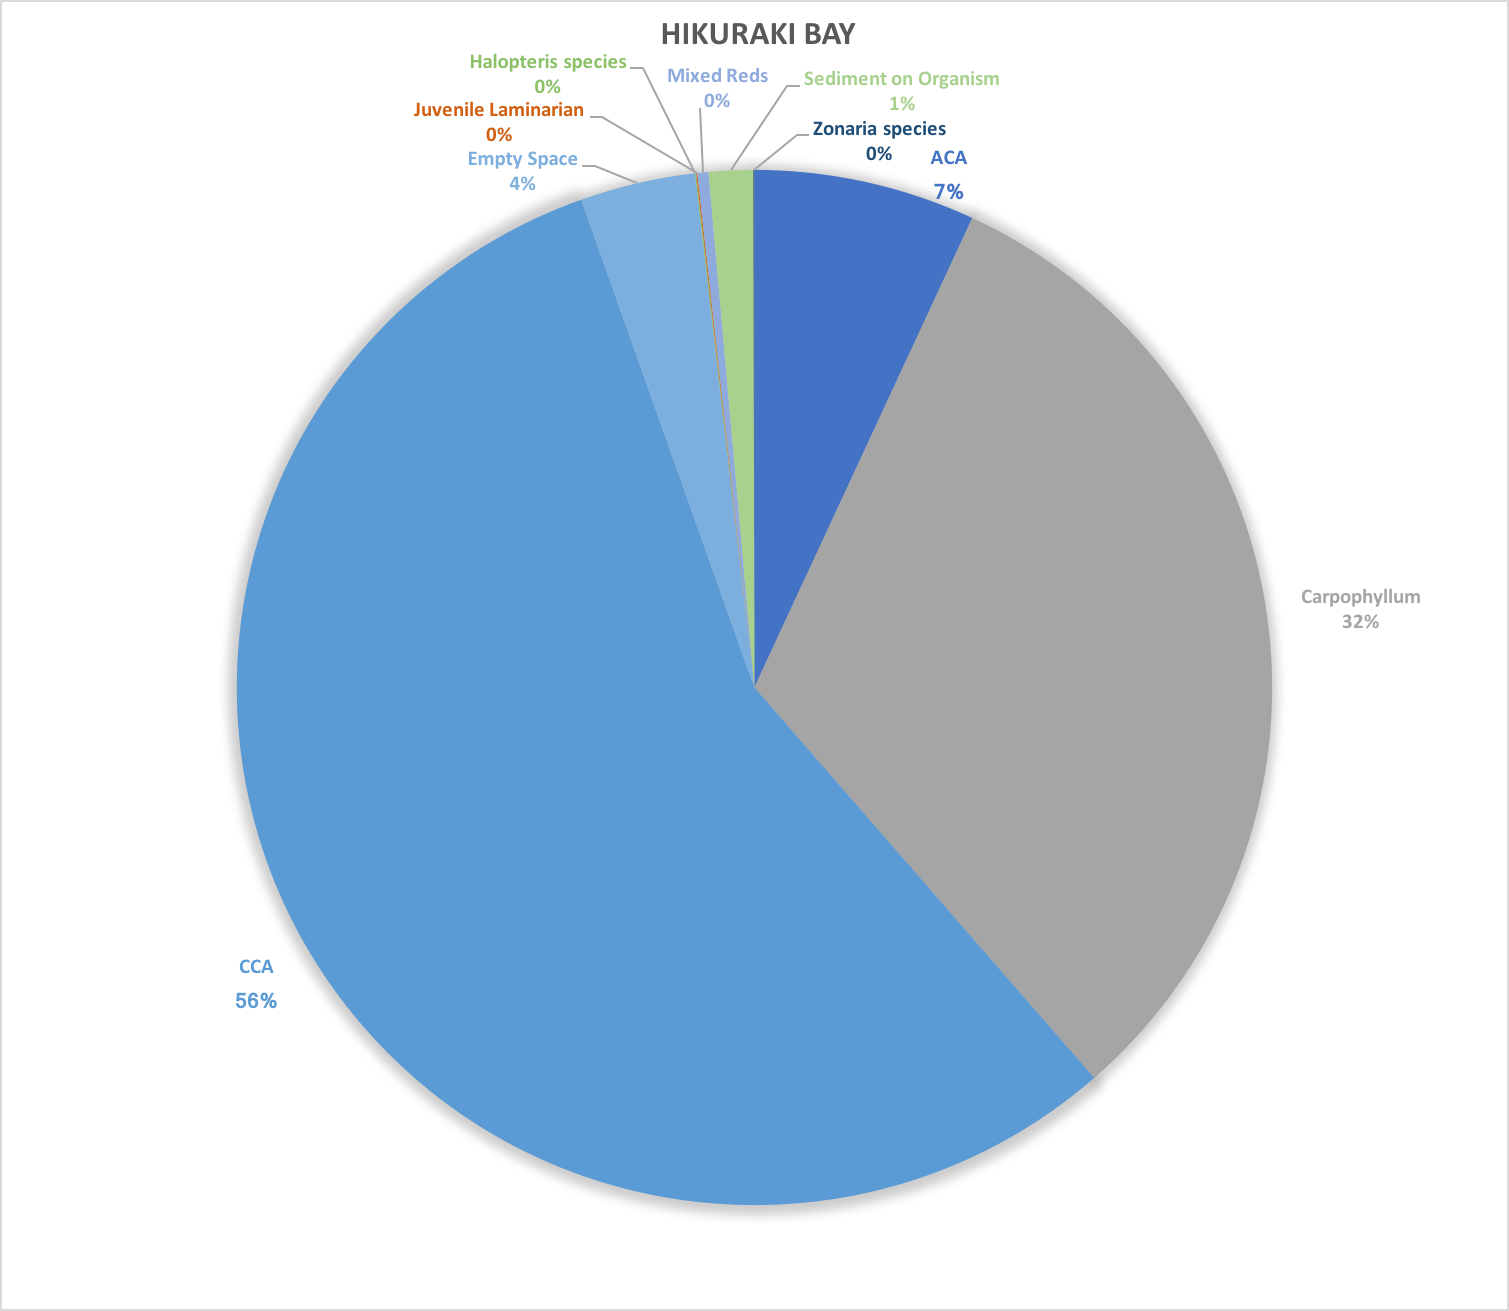 HIKURAKI BAY
Halopteris species
0%
Mixed Reds
0%
Sediment on Organism
1%
Juvenile Laminarian
0%
Zonaria species
0%
Empty Space
4%
ACA
7%
Carpophyllum
32%
CCA
56%